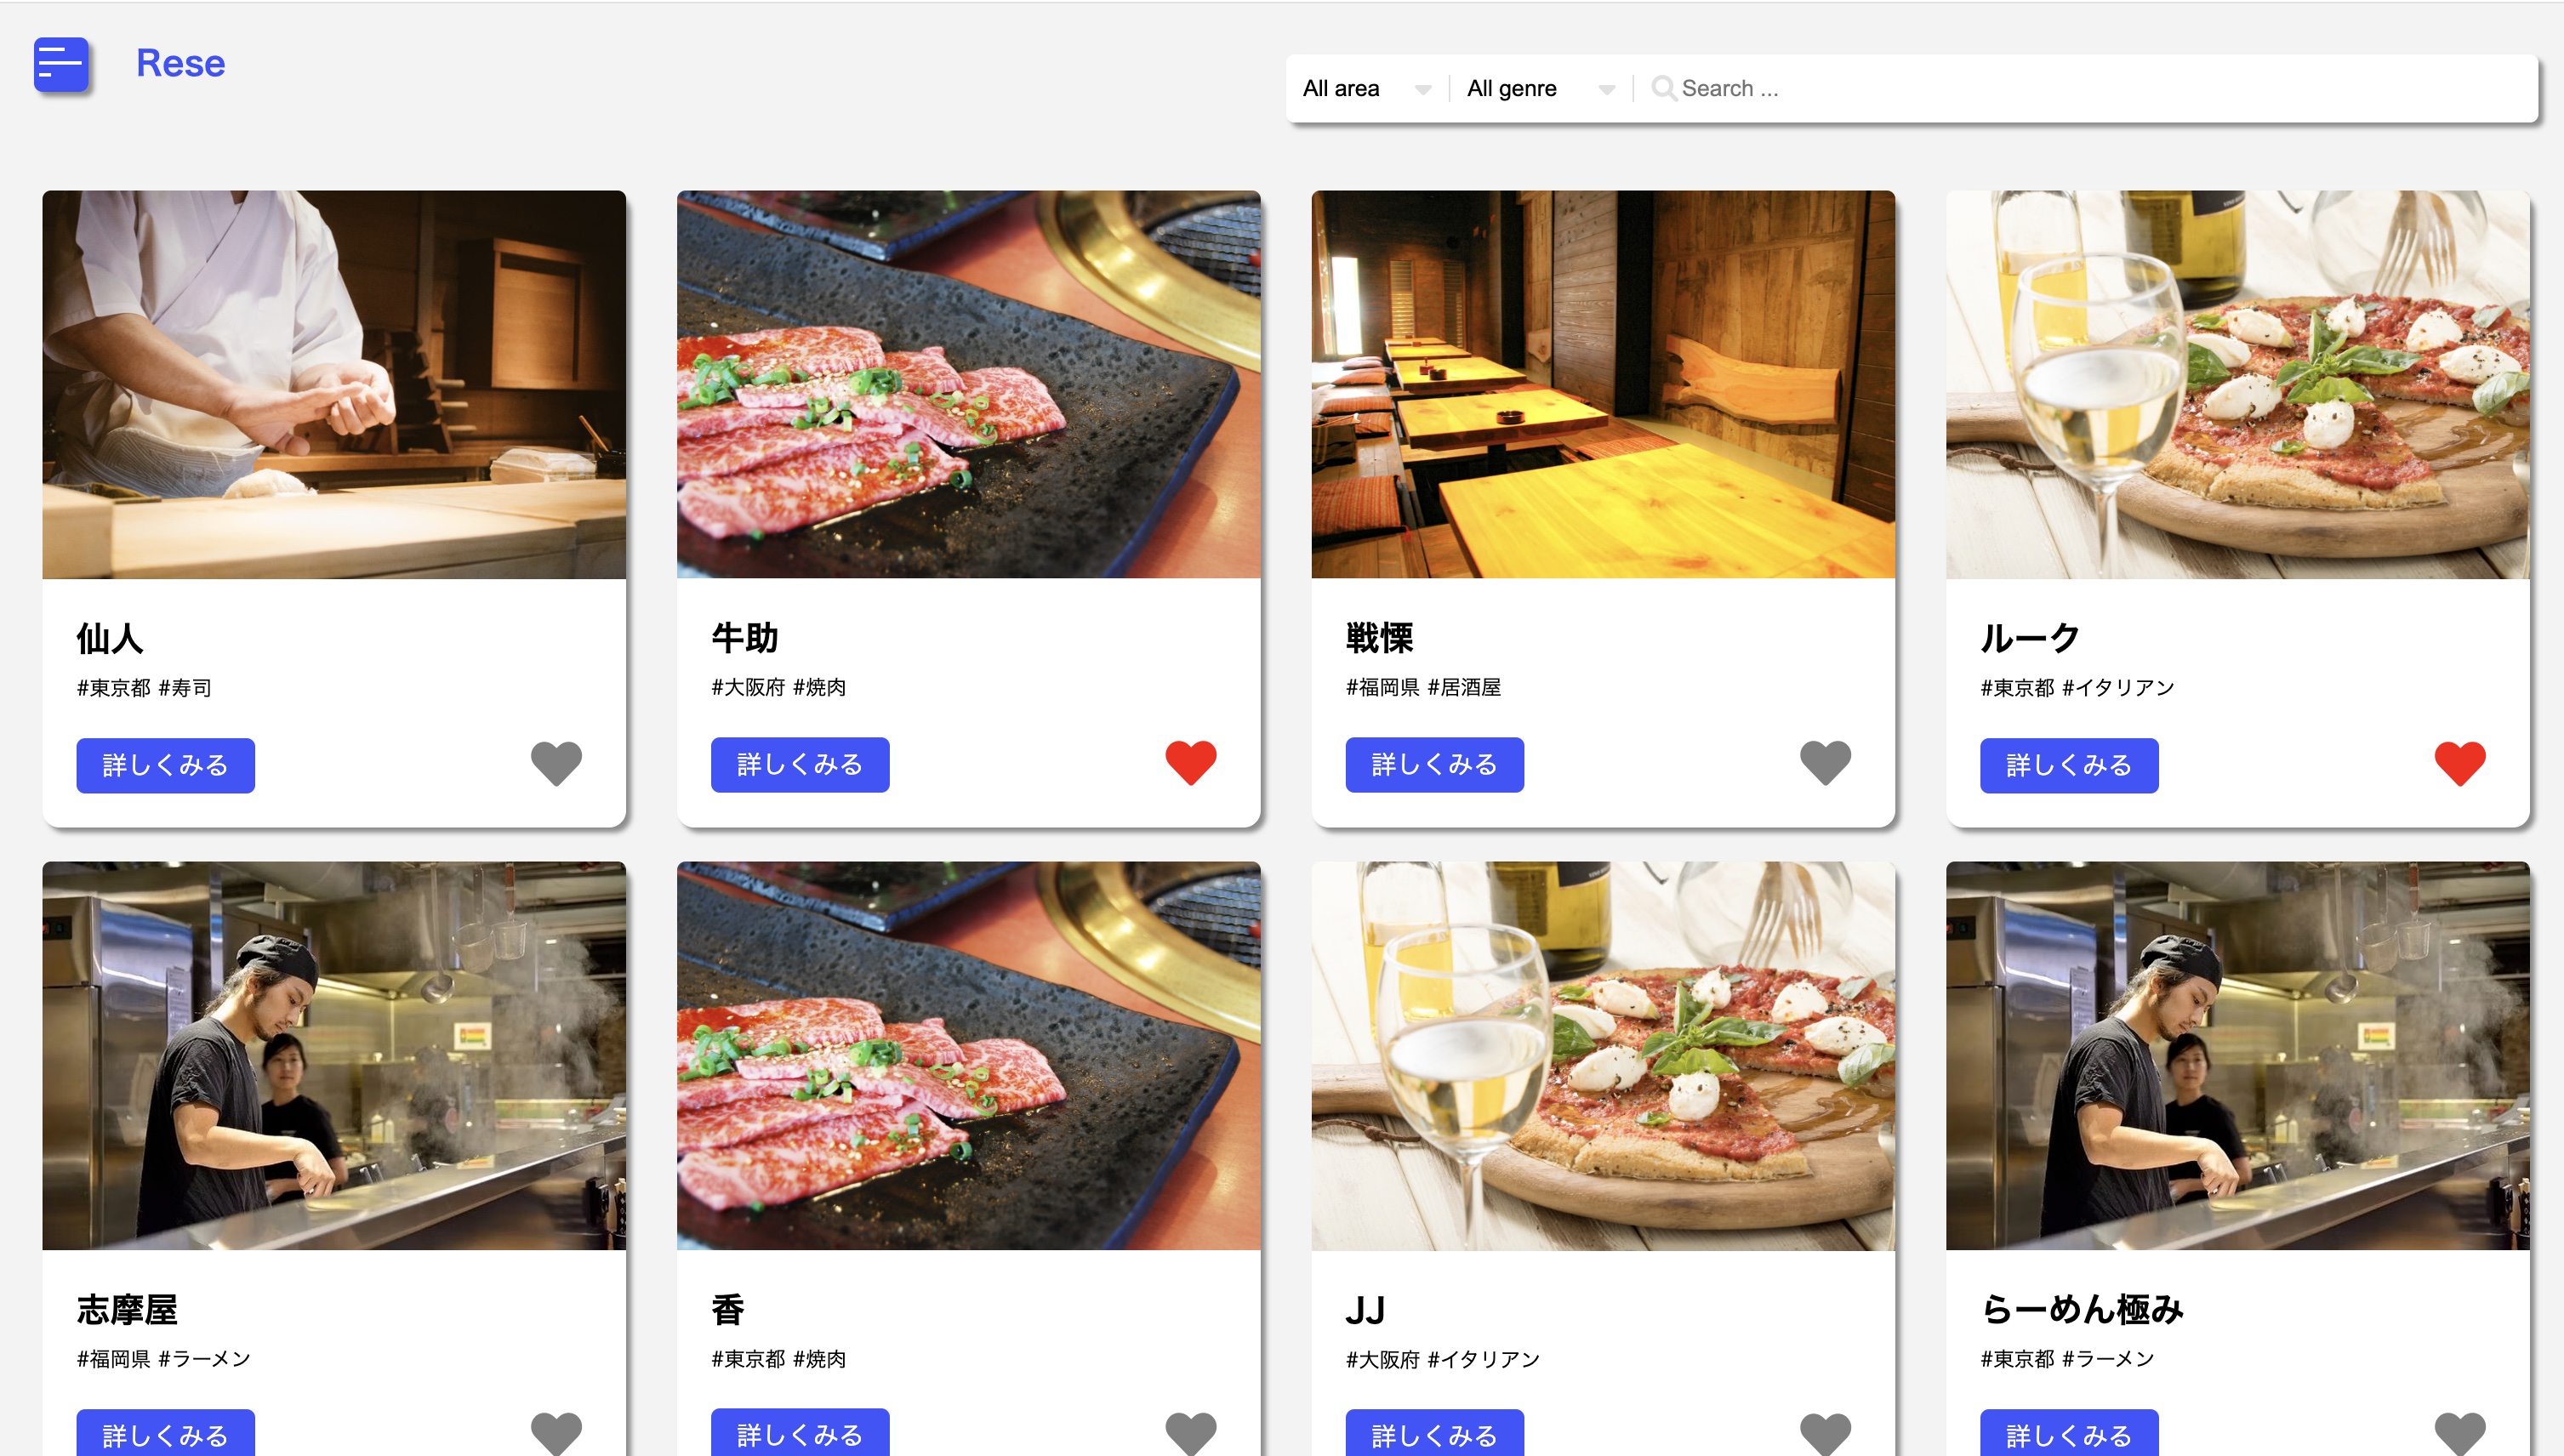 Rese
All area
All genre
Search ...
仙人
#東京都 #寿司
詳しくみる
牛助
#大阪府 #焼肉
詳しくみる
戦慄
#福岡県 #居酒屋
詳しくみる
ルーク
#東京都 #イタリアン
詳しくみる
志摩屋
#福岡県 #ラーメン
詳しくみる
香
#東京都 #焼肉
詳しくみる
JJ
#大阪府 #イタリアン
詳しくみる
らーめん極み
#東京都 #ラーメン
詳しくみる